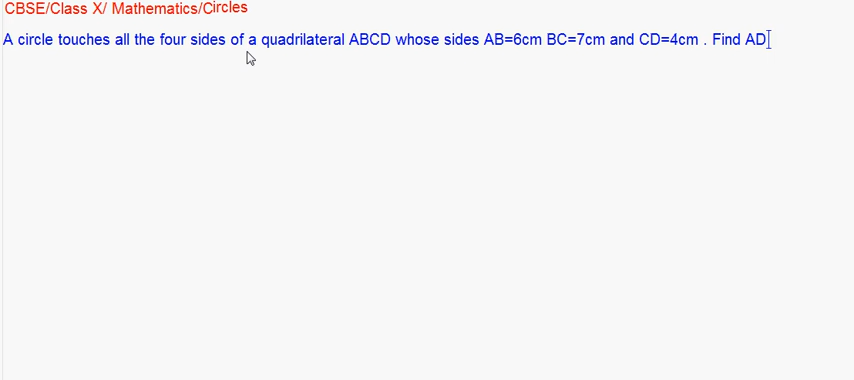 CBSE/Class X/ Mathematics/Circles
A circle touches all the four sides of a quadrilateral ABCD whose sides AB=6cm BC=7cm and CD=4cm . Find AD